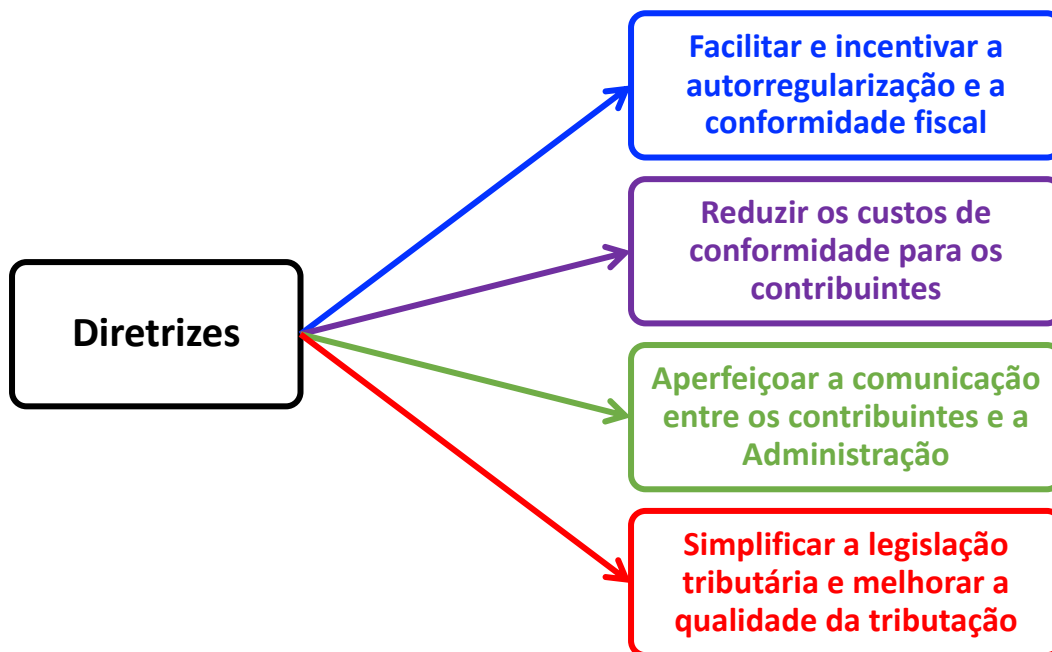 Facilitar e incentivar a
autorregularização e a
conformidade fiscal
Reduzir os custos de
conformidade para os
contribuintes
Diretrizes
Aperfeiçoar a comunicação
entre os contribuintes e a
Administração
Simplificar a legislação
tributária e melhorar a
qualidade da tributação